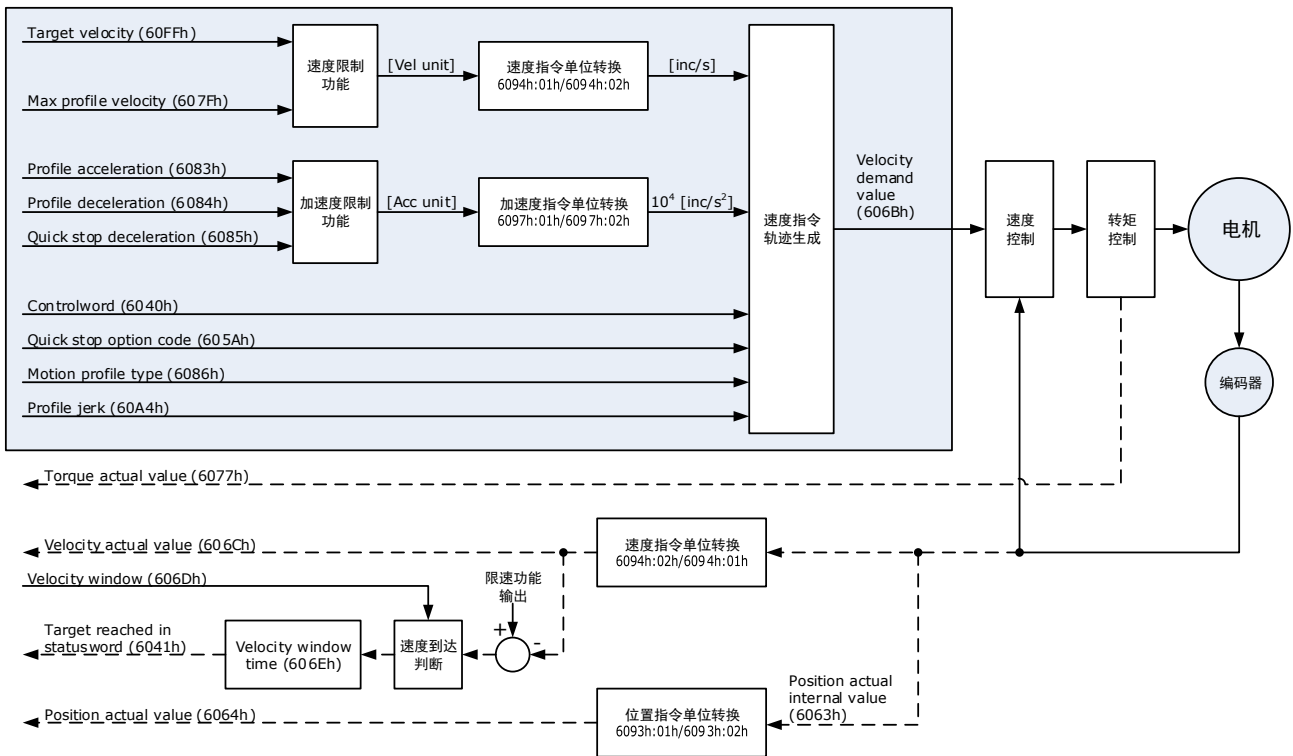 Target velocity (60FFh)
Max profile velocity (607Fh)
速度限制
功能
[Vel unit]
速度指令单位转换
6094h:01h/6094h:02h
[inc/s]
Profile acceleration (6083h)
Profile deceleration (6084h)
Quick stop deceleration (6085h)
加速度限制
功能
[Acc unit]
加速度指令单位转换
6097h:01h/6097h:02h
10⁴ [inc/s²]
Controlword (6040h)
Quick stop option code (605Ah)
Motion profile type (6086h)
Profile jerk (60A4h)
速度指令
轨迹生成
Velocity
demand
value
(606Bh)
速度
控制
转矩
控制
电机
编码器
Torque actual value (6077h)
Velocity actual value (606Ch)
速度指令单位转换
6094h:02h/6094h:01h
Velocity window (606Dh)
限速功能
输出
+
-
Target reached in
statusword (6041h)
Velocity window
time (606Eh)
速度到达
判断
Position actual value (6064h)
位置指令单位转换
6093h:01h/6093h:02h
Position actual
internal value
(6063h)